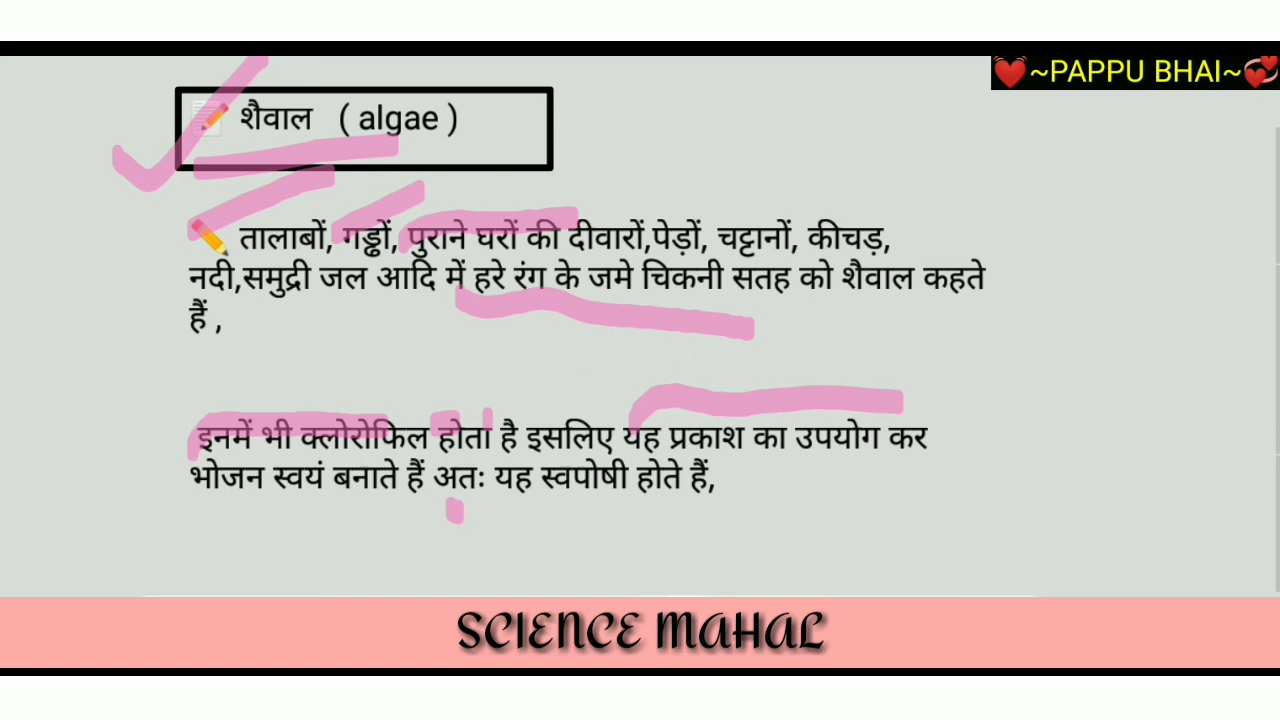 ❤️~PAPPU BHAI~💞
📝 शैवाल ( algae )
✏️ तालाबों, गड्ढों, पुराने घरों की दीवारों,पेड़ों, चट्टानों, कीचड़,
नदी,समुद्री जल आदि में हरे रंग के जमे चिकनी सतह को शैवाल कहते
हैं ,
इनमें भी क्लोरोफिल होता है इसलिए यह प्रकाश का उपयोग कर
भोजन स्वयं बनाते हैं अतः यह स्वपोषी होते हैं,
SCIENCE MAHAL